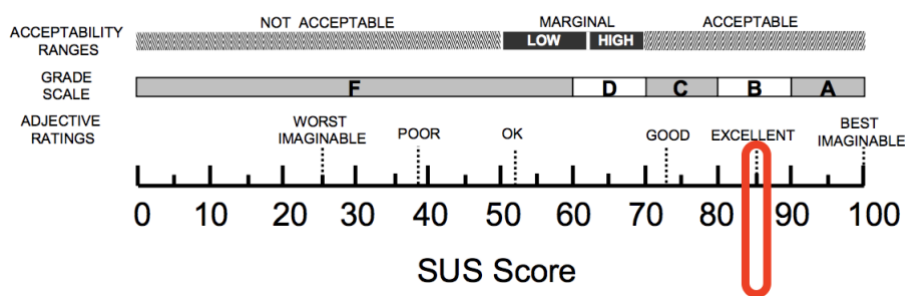 NOT ACCEPTABLE MARGINAL ACCEPTABLE
ACCEPTABILITY
RANGES
LOW HIGH
GRADE
SCALE
F D C B A
ADJECTIVE
RATINGS
WORST
IMAGINABLE
POOR
OK
GOOD
EXCELLENT
BEST
IMAGINABLE
0 10 20 30 40 50 60 70 80 90 100
SUS Score